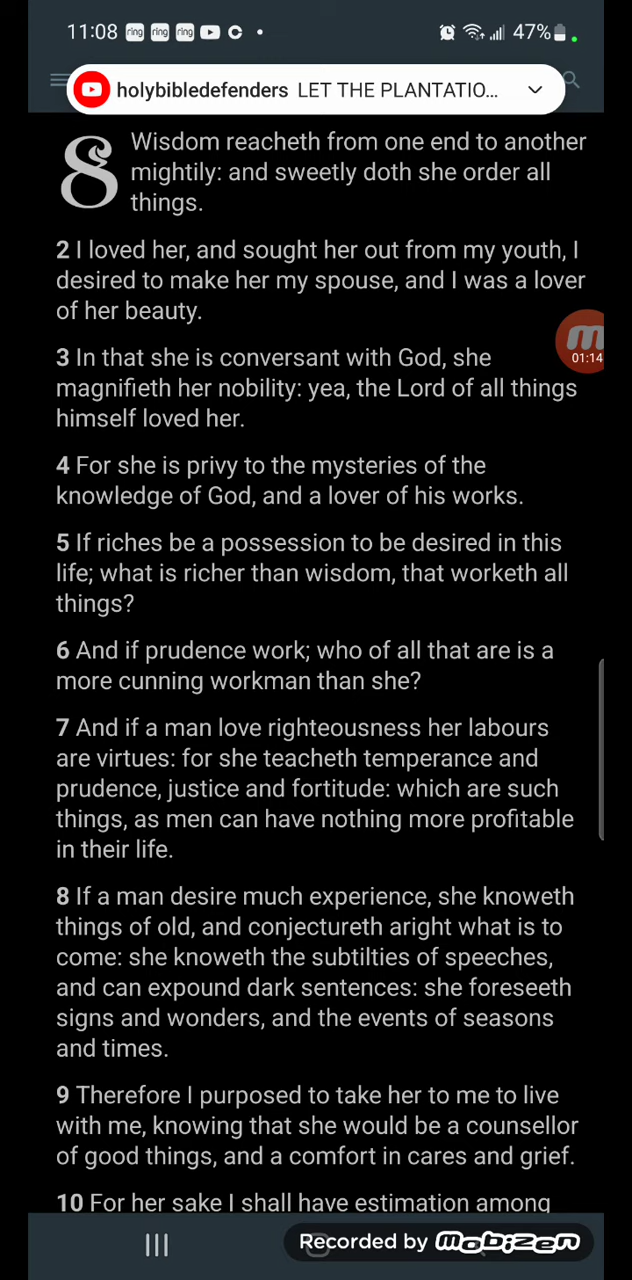 11:08 ring ring ring 47%
holybibledefenders LET THE PLANTATIO...
8 Wisdom reacheth from one end to another
mightily: and sweetly doth she order all
things.
2 I loved her, and sought her out from my youth, I
desired to make her my spouse, and I was a lover
of her beauty.
01:14
3 In that she is conversant with God, she
magnifieth her nobility: yea, the Lord of all things
himself loved her.
4 For she is privy to the mysteries of the
knowledge of God, and a lover of his works.
5 If riches be a possession to be desired in this
life; what is richer than wisdom, that worketh all
things?
6 And if prudence work; who of all that are is a
more cunning workman than she?
7 And if a man love righteousness her labours
are virtues: for she teacheth temperance and
prudence, justice and fortitude: which are such
things, as men can have nothing more profitable
in their life.
8 If a man desire much experience, she knoweth
things of old, and conjectureth aright what is to
come: she knoweth the subtilties of speeches,
and can expound dark sentences: she foreseeth
signs and wonders, and the events of seasons
and times.
9 Therefore I purposed to take her to me to live
with me, knowing that she would be a counsellor
of good things, and a comfort in cares and grief.
10 For her sake I shall have estimation among
Recorded by mobizen